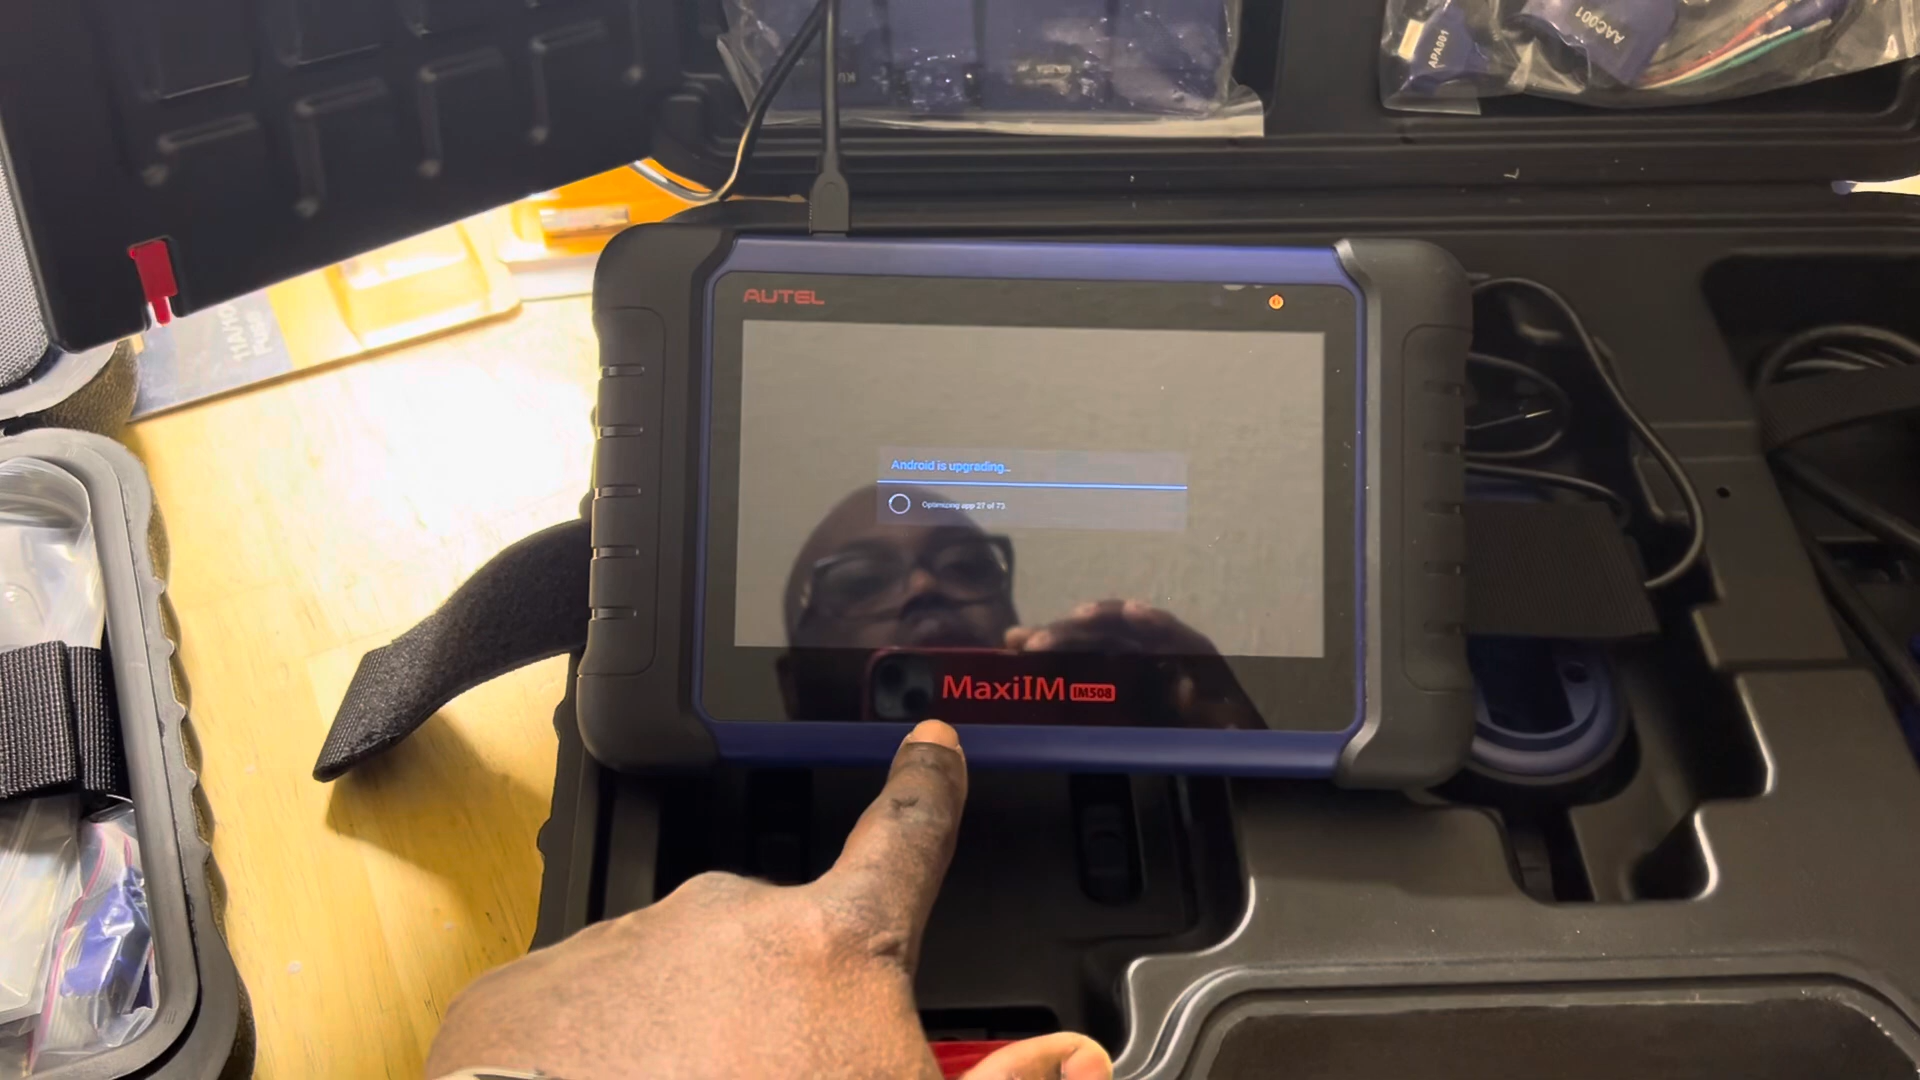 APA001
AAC001
AUTEL
Android is upgrading...
Optimizing app 27 of 73.
MaxiIM IM508